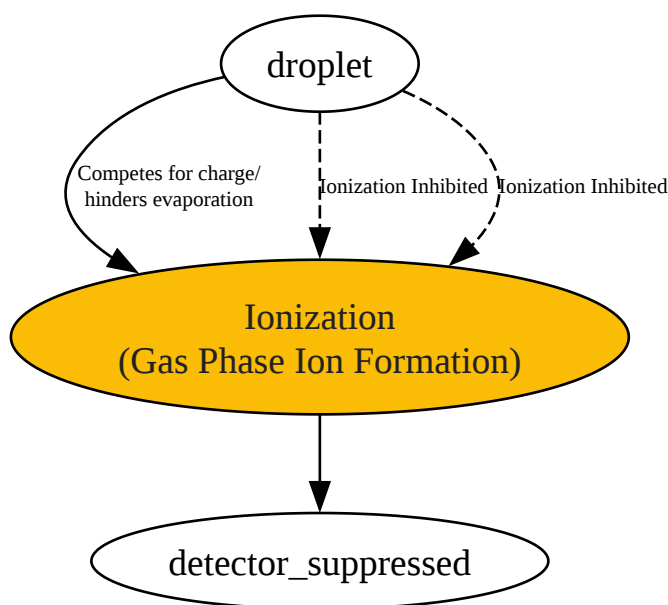 droplet
Competes for charge/
hinders evaporation
Ionization Inhibited
Ionization Inhibited
Ionization
(Gas Phase Ion Formation)
detector_suppressed